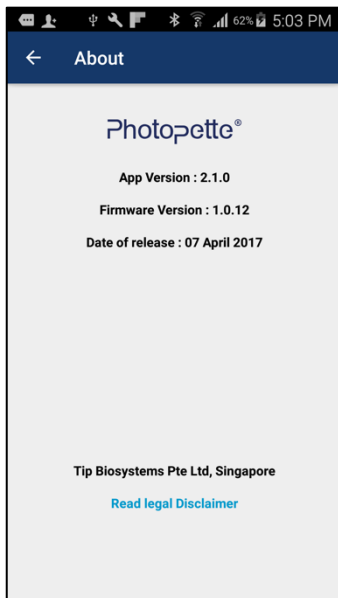 62% 5:03 PM
About
Photopette®
App Version : 2.1.0
Firmware Version : 1.0.12
Date of release : 07 April 2017
Tip Biosystems Pte Ltd, Singapore
Read legal Disclaimer